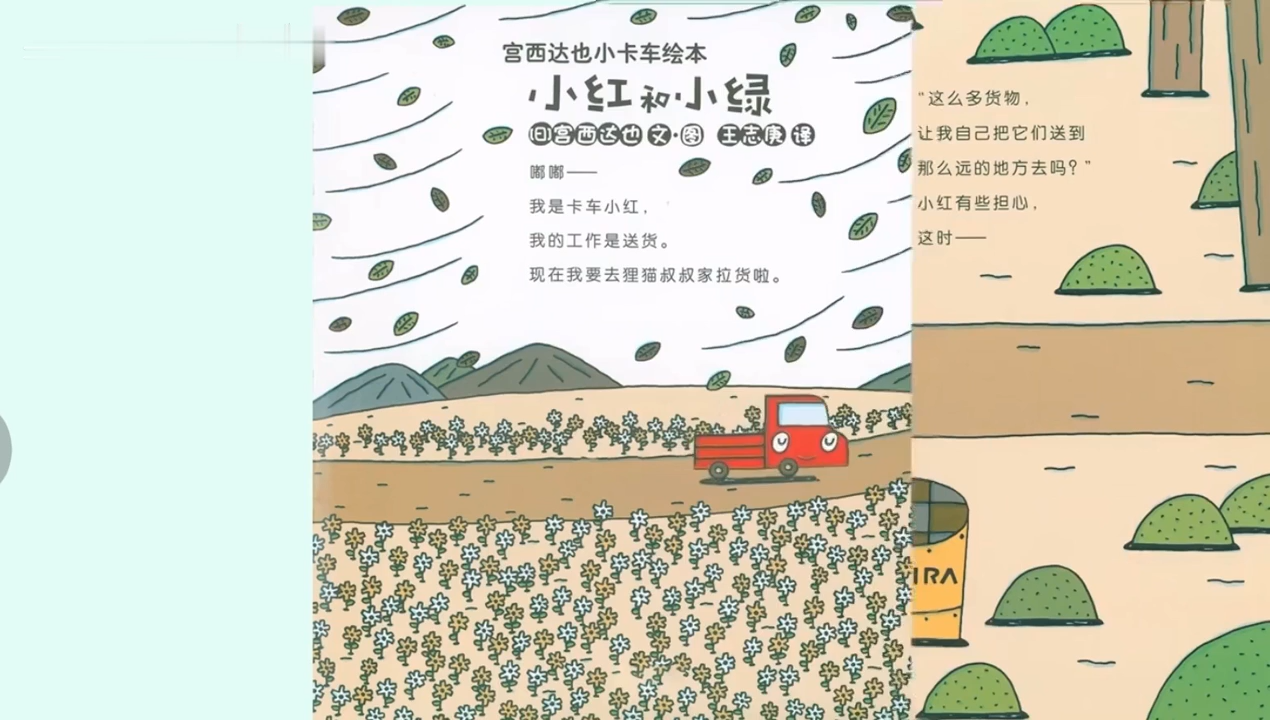 宫西达也小卡车绘本
小红和小绿
[日]宫西达也 文·图 王志庚 译
嘟嘟——
我是卡车小红，
我的工作是送货。
现在我要去狸猫叔叔家拉货啦。
“这么多货物，
让我自己把它们送到
那么远的地方去吗？”
小红有些担心，
这时——
IRA